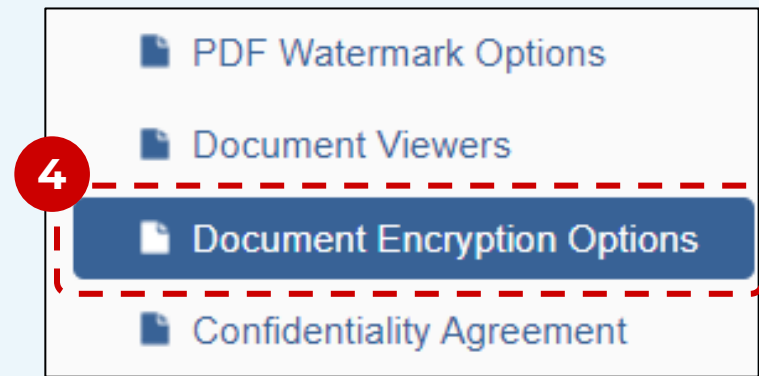 PDF Watermark Options
Document Viewers
4
Document Encryption Options
Confidentiality Agreement